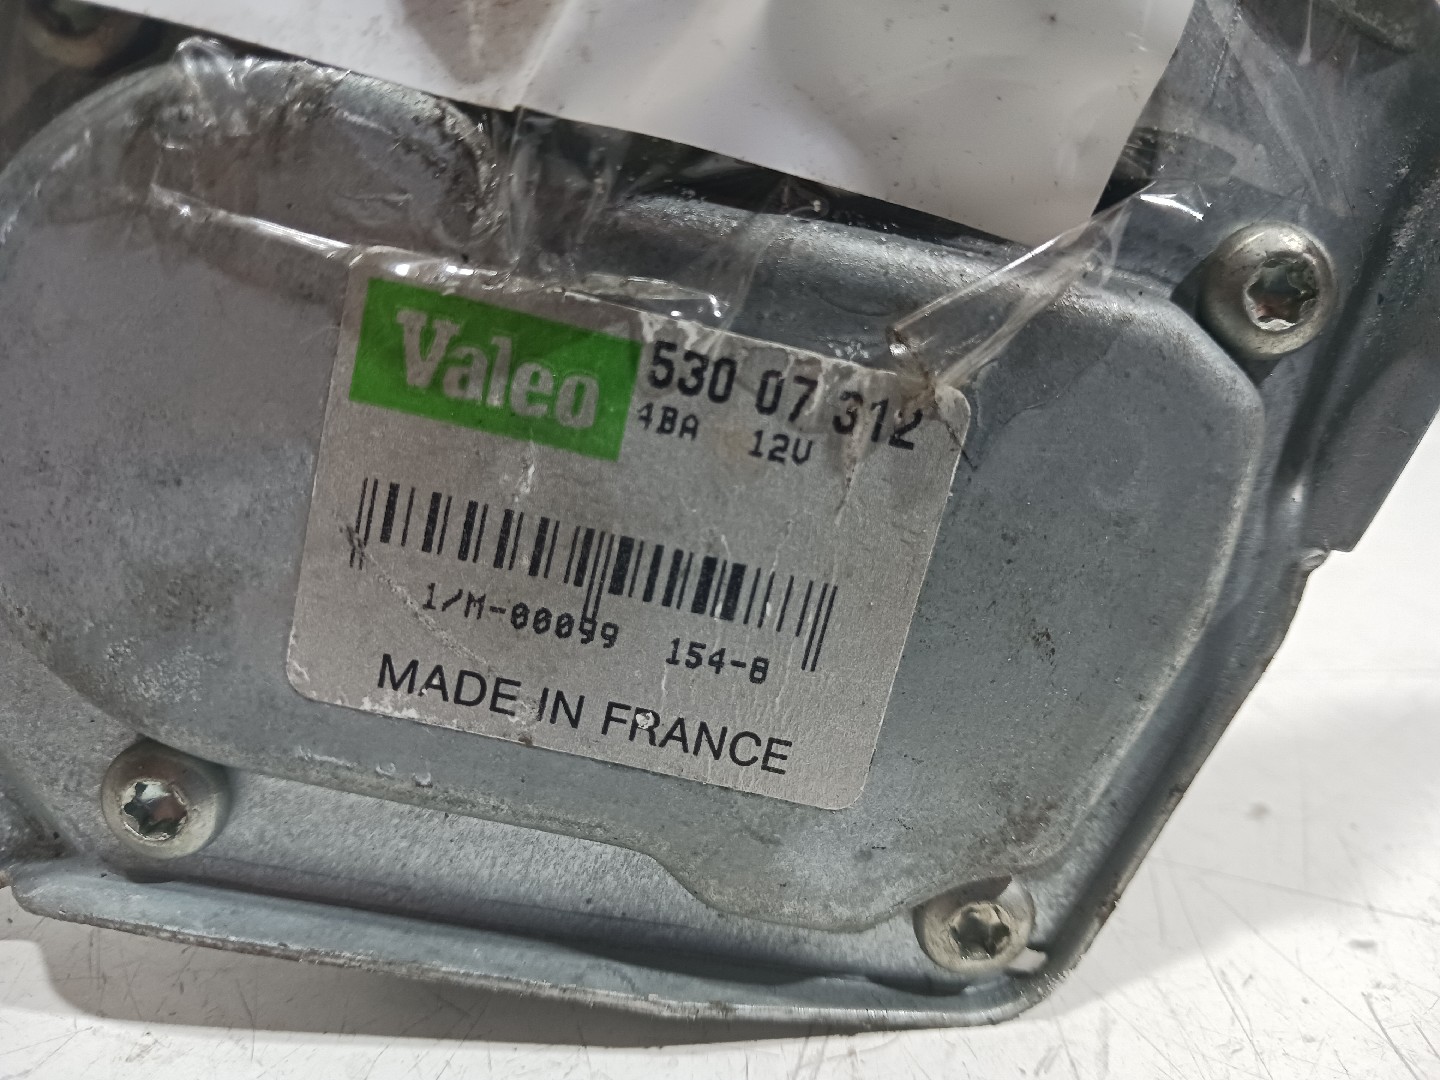 Valeo 530 07 312
4BA 12V
1/M-00099 154-8
MADE IN FRANCE